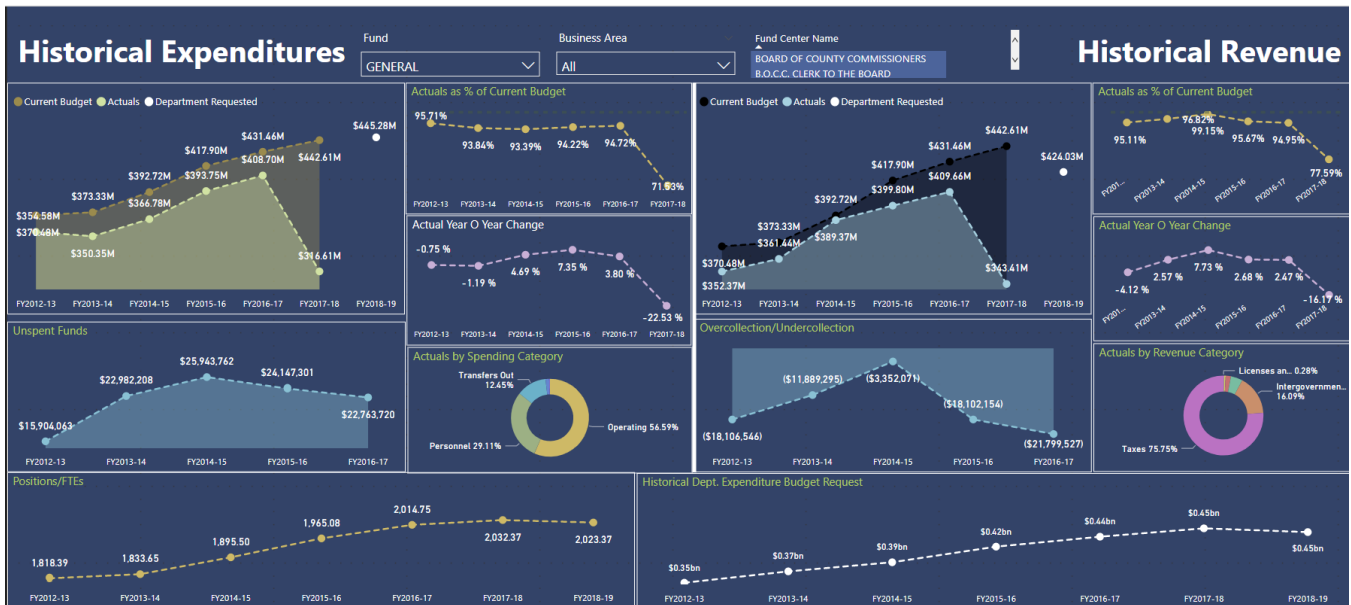 Historical Expenditures
Fund
GENERAL
Business Area
All
Fund Center Name
BOARD OF COUNTY COMMISSIONERS
B.O.C.C. CLERK TO THE BOARD
Historical Revenue
Current Budget Actuals Department Requested
$354.58M
$370.48M
$373.33M
$350.35M
$392.72M
$366.78M
$417.90M
$393.75M
$431.46M
$408.70M
$442.61M
$316.61M
$445.28M
FY2012-13 FY2013-14 FY2014-15 FY2015-16 FY2016-17 FY2017-18 FY2018-19
Actuals as % of Current Budget
95.71%
93.84% 93.39% 94.22% 94.72%
71.53%
FY2012-13 FY2013-14 FY2014-15 FY2015-16 FY2016-17 FY2017-18
Actual Year O Year Change
-0.75 %
-1.19 %
4.69 %
7.35 %
3.80 %
-22.53 %
FY2012-13 FY2013-14 FY2014-15 FY2015-16 FY2016-17 FY2017-18
Current Budget Actuals Department Requested
$370.48M
$352.37M
$373.33M
$361.44M
$392.72M
$389.37M
$417.90M
$399.80M
$431.46M
$409.66M
$442.61M
$343.41M
$424.03M
FY2012-13 FY2013-14 FY2014-15 FY2015-16 FY2016-17 FY2017-18 FY2018-19
Actuals as % of Current Budget
95.11%
96.82%
99.15%
95.67%
94.95%
77.59%
FY201... FY2013-14 FY2014-15 FY2015-16 FY2016-17 FY2017-18
Actual Year O Year Change
-4.12 %
2.57 %
7.73 %
2.68 %
2.47 %
-16.17 %
FY201... FY2013-14 FY2014-15 FY2015-16 FY2016-17 FY2017-18
Unspent Funds
$15,904,063
$22,982,208
$25,943,762
$24,147,301
$22,763,720
FY2012-13 FY2013-14 FY2014-15 FY2015-16 FY2016-17
Actuals by Spending Category
Transfers Out
12.45%
Personnel 29.11%
Operating 56.59%
Overcollection/Undercollection
($18,106,546)
($11,889,295)
($3,352,071)
($18,102,154)
($21,799,527)
FY2012-13 FY2013-14 FY2014-15 FY2015-16 FY2016-17
Actuals by Revenue Category
Licenses an... 0.28%
Intergovernmen...
16.09%
Taxes 75.75%
Positions/FTEs
1,818.39
1,833.65
1,895.50
1,965.08
2,014.75
2,032.37
2,023.37
FY2012-13 FY2013-14 FY2014-15 FY2015-16 FY2016-17 FY2017-18 FY2018-19
Historical Dept. Expenditure Budget Request
$0.35bn
$0.37bn
$0.39bn
$0.42bn
$0.44bn
$0.45bn
$0.45bn
FY2012-13 FY2013-14 FY2014-15 FY2015-16 FY2016-17 FY2017-18 FY2018-19